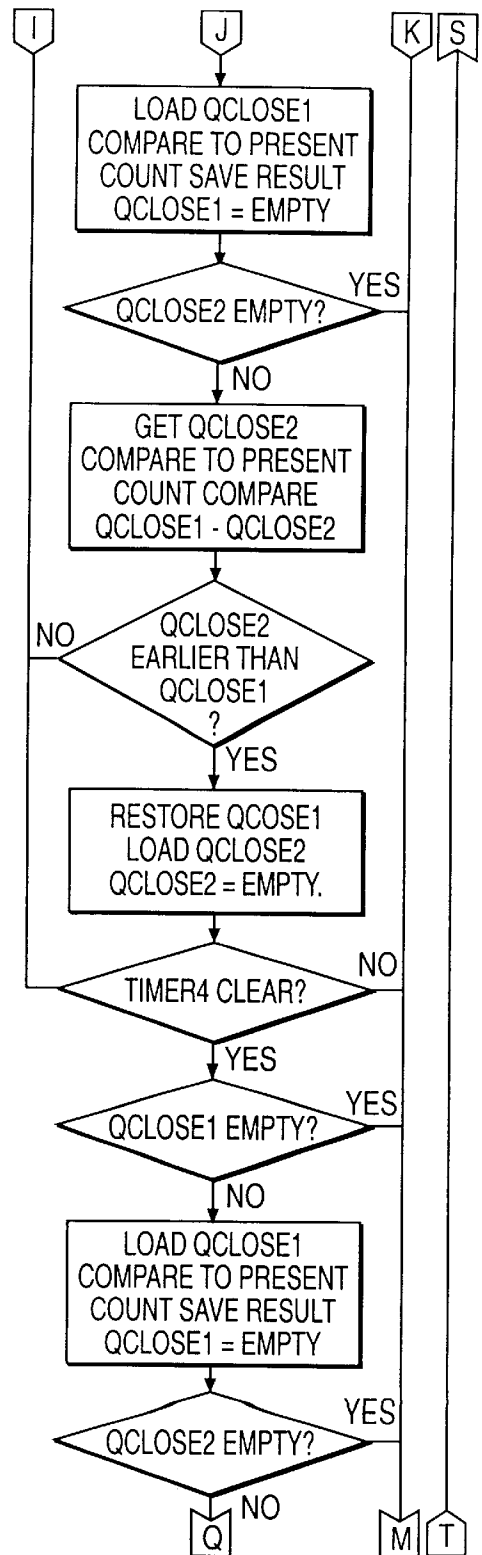 I
J
K
S
LOAD QCLOSE1
COMPARE TO PRESENT
COUNT SAVE RESULT
QCLOSE1 = EMPTY
YES
QCLOSE2 EMPTY?
NO
GET QCLOSE2
COMPARE TO PRESENT
COUNT COMPARE
QCLOSE1 - QCLOSE2
NO
QCLOSE2
EARLIER THAN
QCLOSE1
?
YES
RESTORE QCOSE1
LOAD QCLOSE2
QCLOSE2 = EMPTY.
NO
TIMER4 CLEAR?
YES
YES
QCLOSE1 EMPTY?
NO
LOAD QCLOSE1
COMPARE TO PRESENT
COUNT SAVE RESULT
QCLOSE1 = EMPTY
YES
QCLOSE2 EMPTY?
NO
Q
M
T